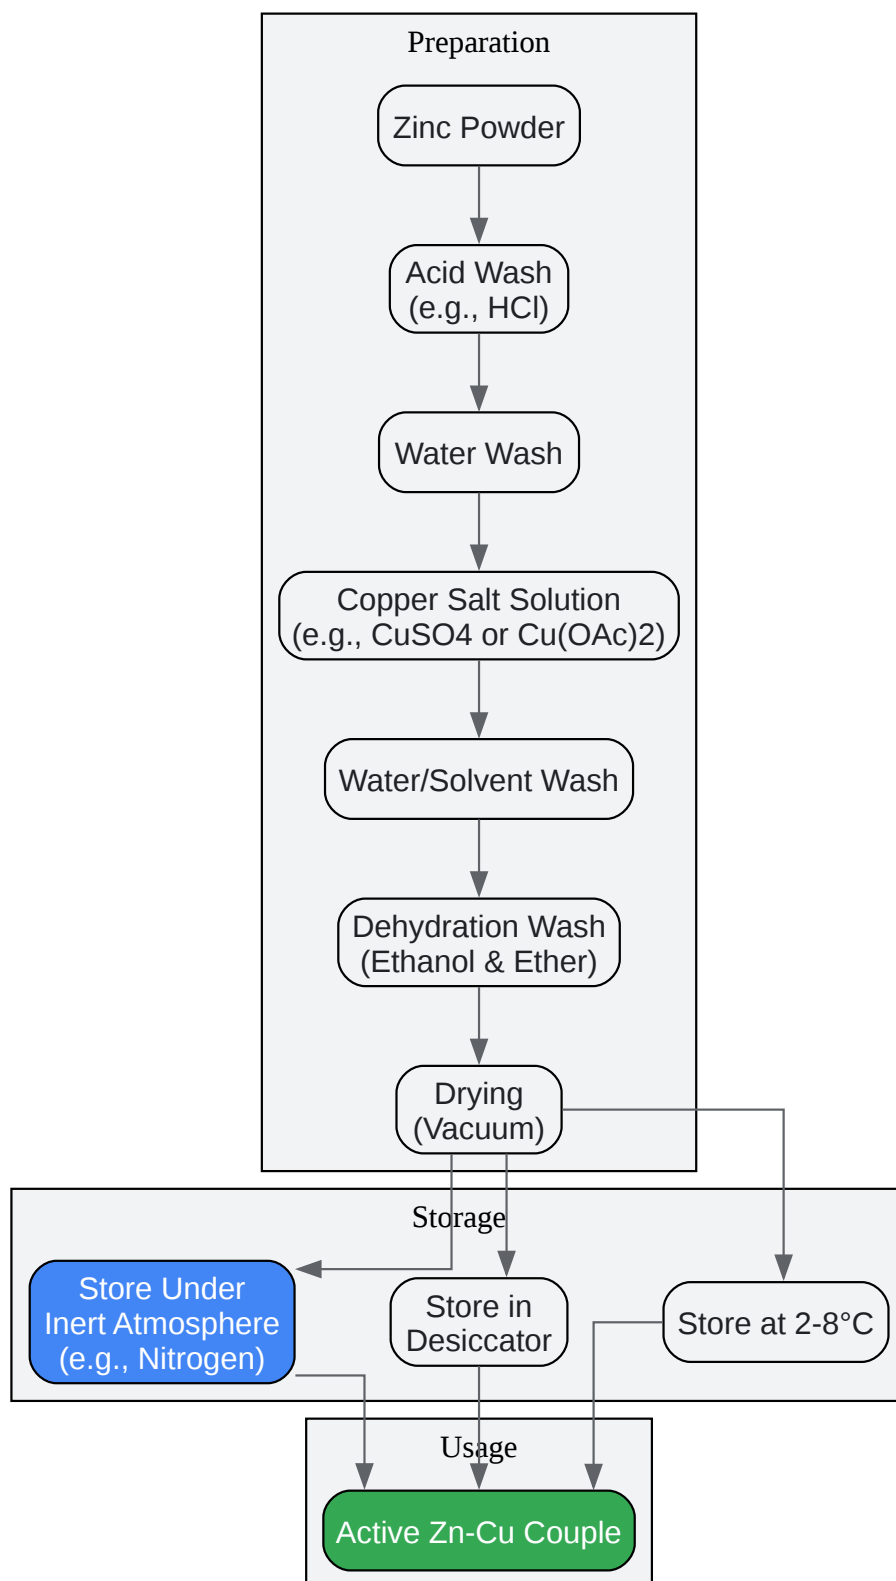 Preparation
Zinc Powder
Acid Wash
(e.g., HCl)
Water Wash
Copper Salt Solution
(e.g., CuSO4 or Cu(OAc)2)
Water/Solvent Wash
Dehydration Wash
(Ethanol & Ether)
Drying
(Vacuum)
Storage
Store Under
Inert Atmosphere
(e.g., Nitrogen)
Store in
Desiccator
Store at 2-8°C
Usage
Active Zn-Cu Couple